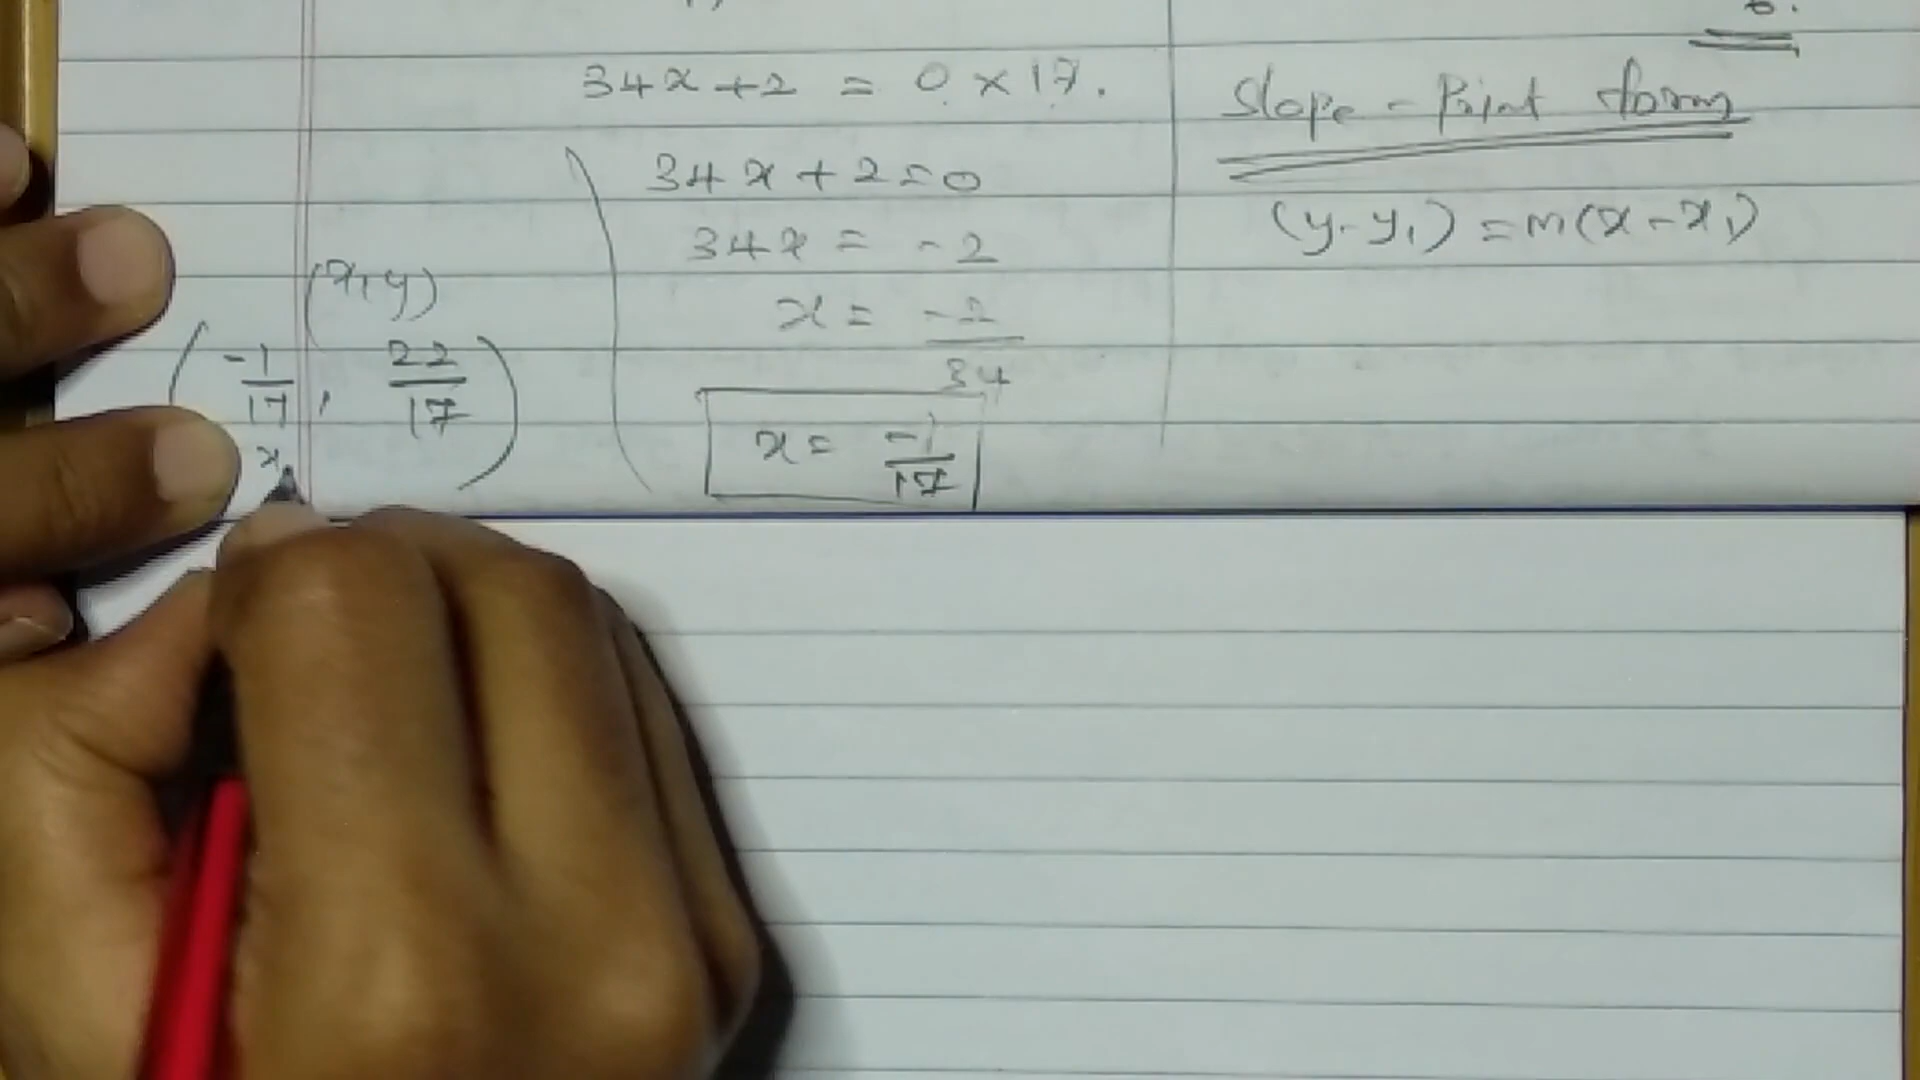 34x + 2 = 0 × 17.
34x + 2 = 0
34x = -2
x = -2/34
x = -1/17
(x, y)
(-1/17, 22/17)
x
6.
Slope - Point form
(y - y₁) = m(x - x₁)